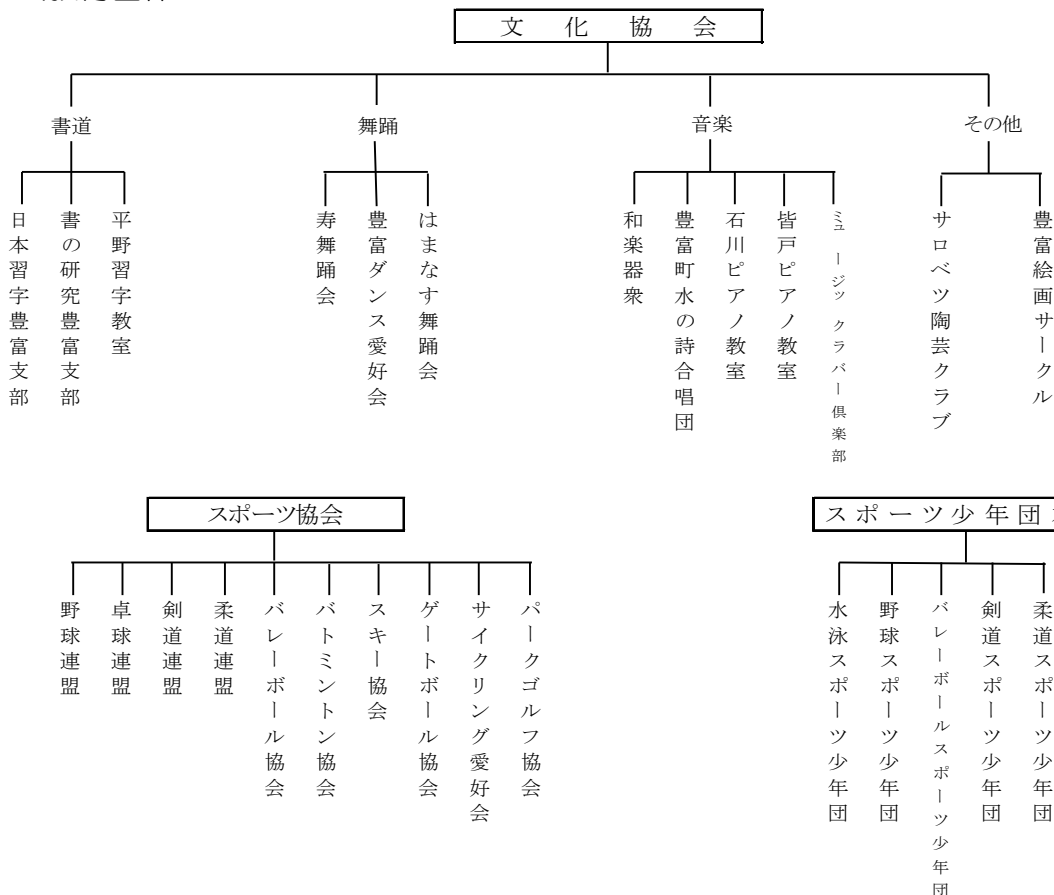 文化協会
書道
舞踊
音楽
その他
日本習字豊富支部
書の研究豊富支部
平野習字教室
寿舞踊会
豊富ダンス愛好会
はまなす舞踊会
和楽器衆
豊富町水の詩合唱団
石川ピアノ教室
皆戸ピアノ教室
ミュージックラバー倶楽部
サロベツ陶芸クラブ
豊富絵画サークル
スポーツ協会
野球連盟
卓球連盟
剣道連盟
柔道連盟
バレーボール協会
バトミントン協会
スキー協会
ゲートボール協会
サイクリング愛好会
パークゴルフ協会
スポーツ少年団
水泳スポーツ少年団
野球スポーツ少年団
バレーボールスポーツ少年団
剣道スポーツ少年団
柔道スポーツ少年団